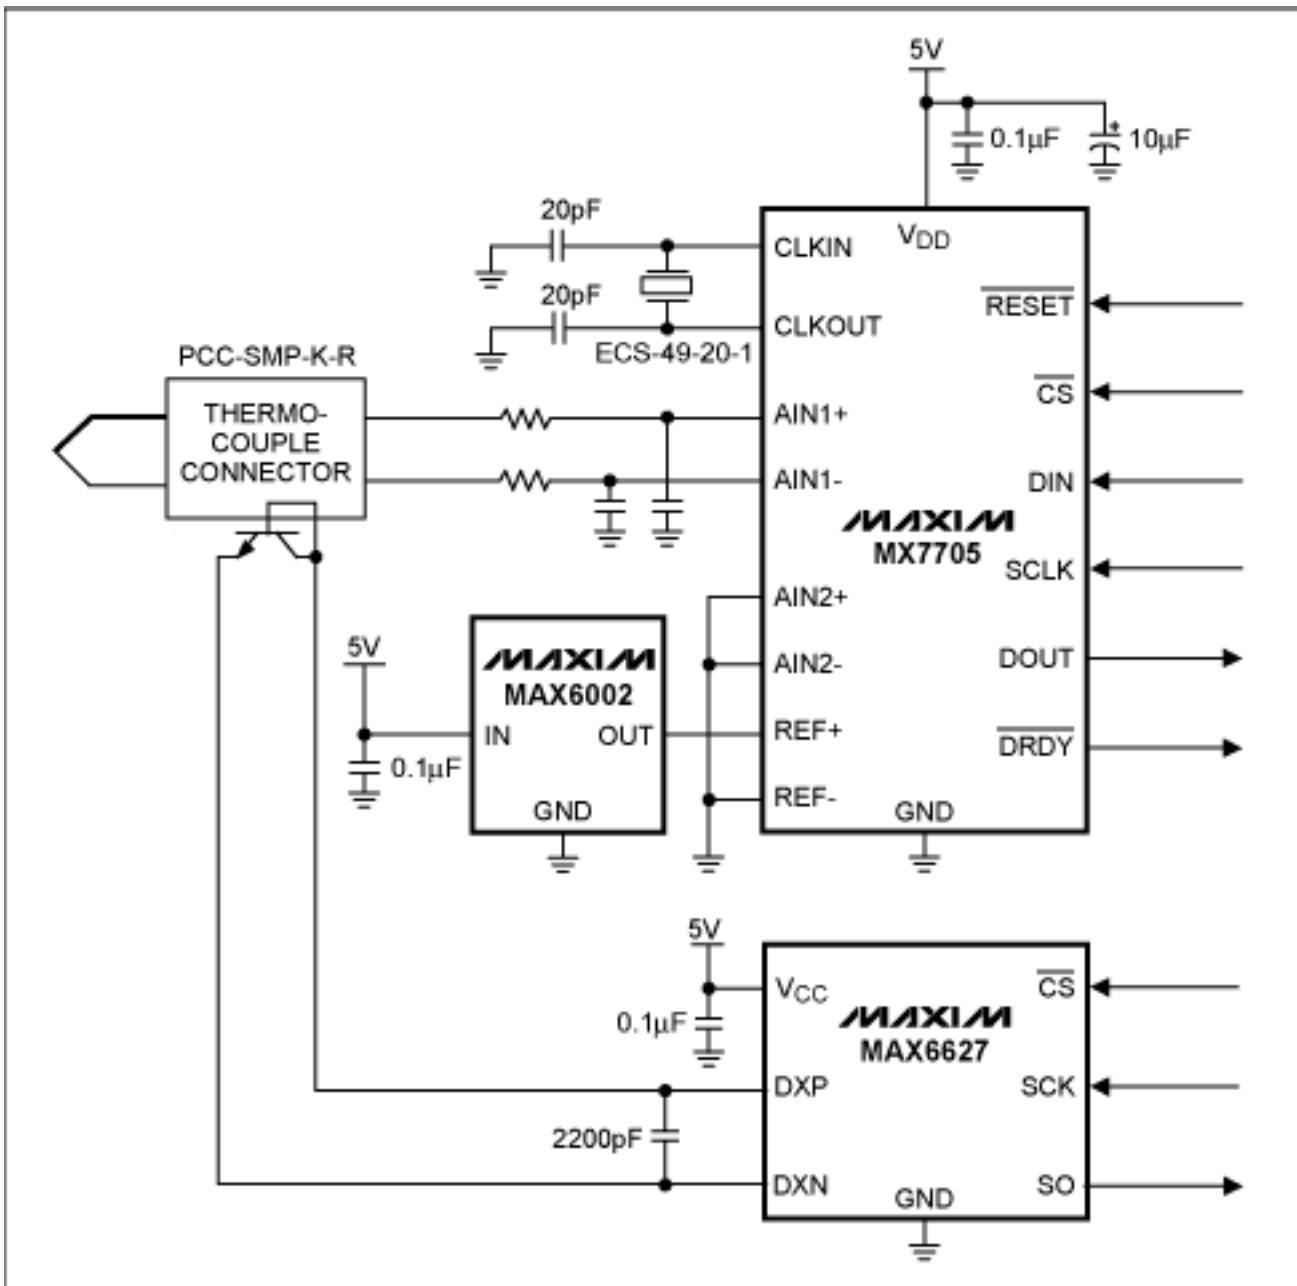 5V
0.1µF
10µF
20pF
20pF
ECS-49-20-1
VDD
CLKIN
CLKOUT
AIN1+
AIN1-
AIN2+
AIN2-
REF+
REF-
RESET
CS
DIN
SCLK
DOUT
DRDY
GND
MAXIM
MX7705
PCC-SMP-K-R
THERMO-
COUPLE
CONNECTOR
5V
0.1µF
MAXIM
MAX6002
IN
OUT
GND
5V
0.1µF
2200pF
VCC
DXP
DXN
MAXIM
MAX6627
CS
SCK
SO
GND